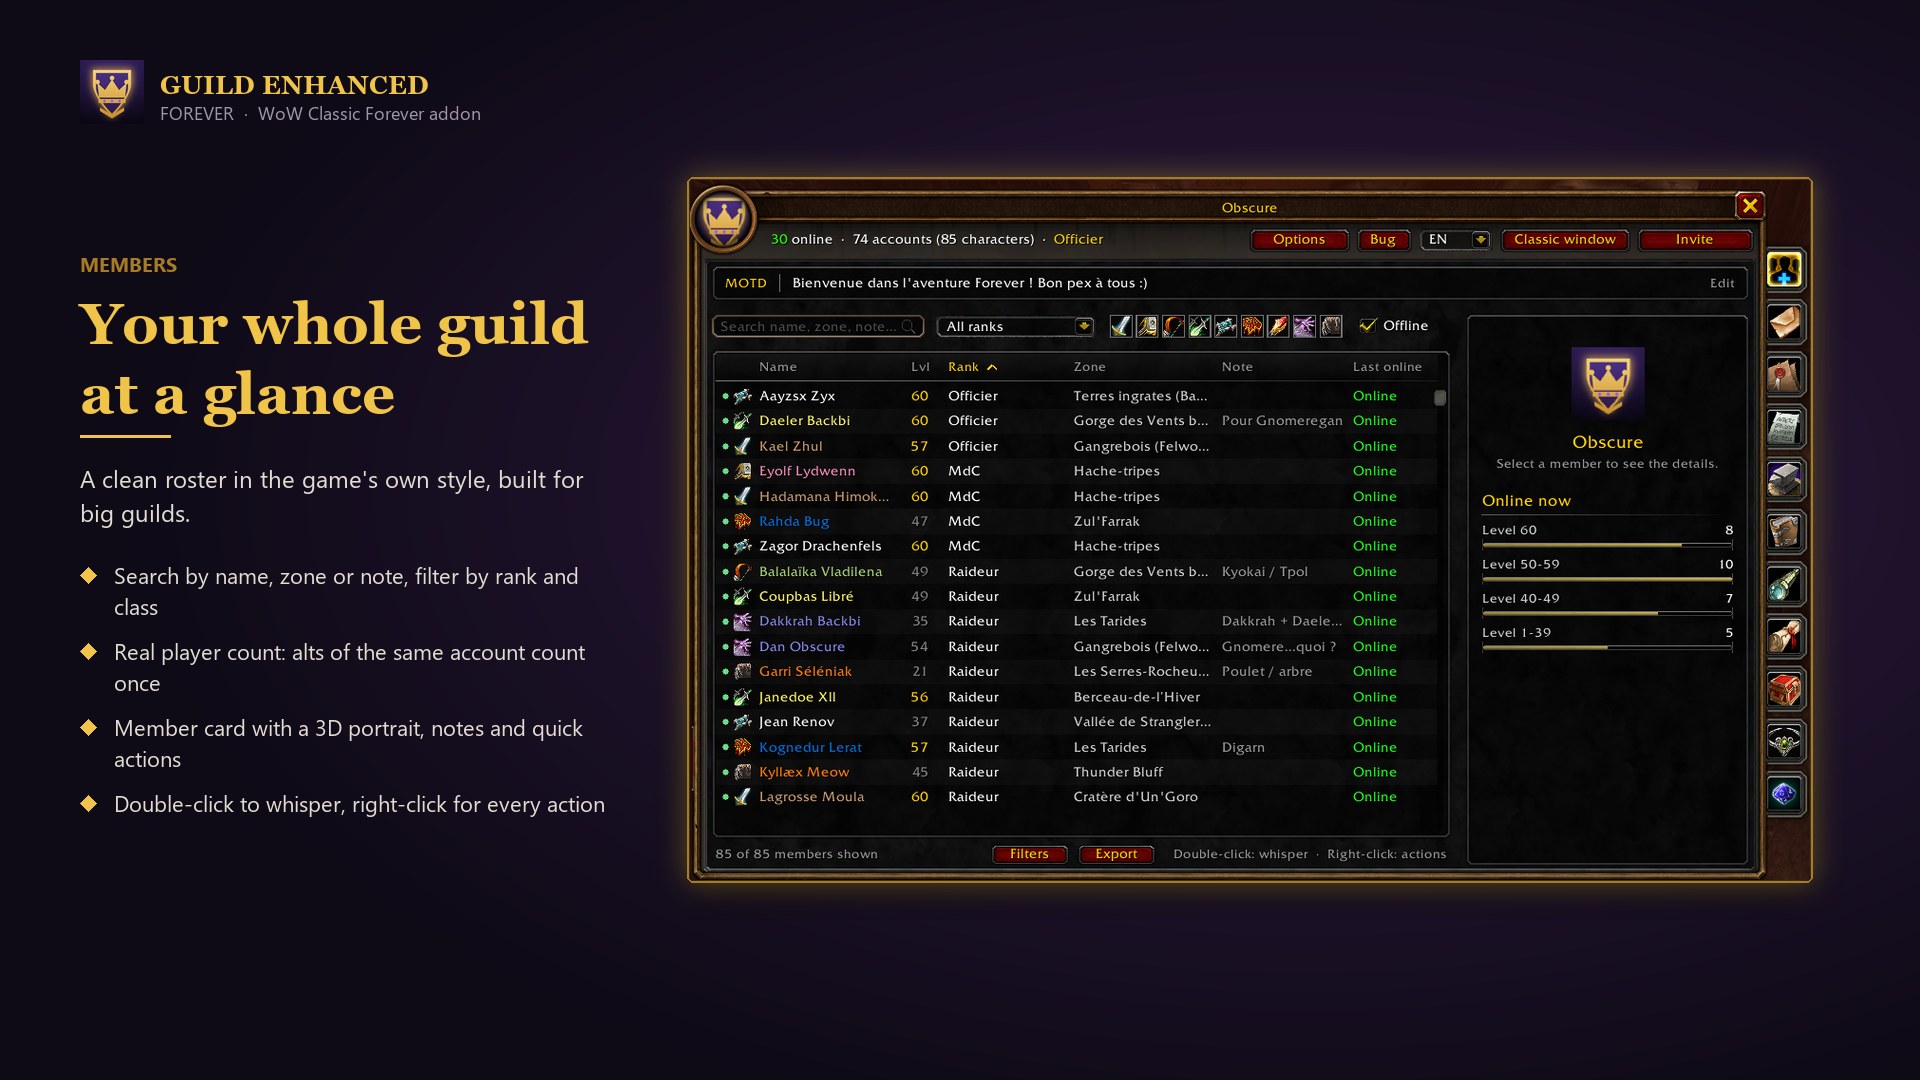 GUILD ENHANCED
FOREVER · WoW Classic Forever addon
MEMBERS
Your whole guild
at a glance
A clean roster in the game's own style, built for
big guilds.
Search by name, zone or note, filter by rank and
class
Real player count: alts of the same account count
once
Member card with a 3D portrait, notes and quick
actions
Double-click to whisper, right-click for every action
Obscure
30 online · 74 accounts (85 characters) · Officier
Options Bug EN Classic window Invite
MOTD Bienvenue dans l'aventure Forever ! Bon pex à tous :) Edit
Search name, zone, note... All ranks Offline
Name Lvl Rank Zone Note Last online
Aayzsx Zyx 60 Officier Terres ingrates (Ba... Online
Daeler Backbi 60 Officier Gorge des Vents b... Pour Gnomeregan Online
Kael Zhul 57 Officier Gangrebois (Felwo... Online
Eyolf Lydwenn 60 MdC Hache-tripes Online
Hadamana Himok... 60 MdC Hache-tripes Online
Rahda Bug 47 MdC Zul'Farrak Online
Zagor Drachenfels 60 MdC Hache-tripes Online
Balalaïka Vladilena 49 Raideur Gorge des Vents b... Kyokai / Tpol Online
Coupbas Libré 49 Raideur Zul'Farrak Online
Dakkrah Backbi 35 Raideur Les Tarides Dakkrah + Daele... Online
Dan Obscure 54 Raideur Gangrebois (Felwo... Gnomere...quoi ? Online
Garri Séléniak 21 Raideur Les Serres-Rocheu... Poulet / arbre Online
Janedoe Xll 56 Raideur Berceau-de-l'Hiver Online
Jean Renov 37 Raideur Vallée de Strangler... Online
Kognedur Lerat 57 Raideur Les Tarides Digarn Online
Kyllæx Meow 45 Raideur Thunder Bluff Online
Lagrosse Moula 60 Raideur Cratère d'Un'Goro Online
85 of 85 members shown Filters Export Double-click: whisper · Right-click: actions
Obscure
Select a member to see the details.
Online now
Level 60 8
Level 50-59 10
Level 40-49 7
Level 1-39 5